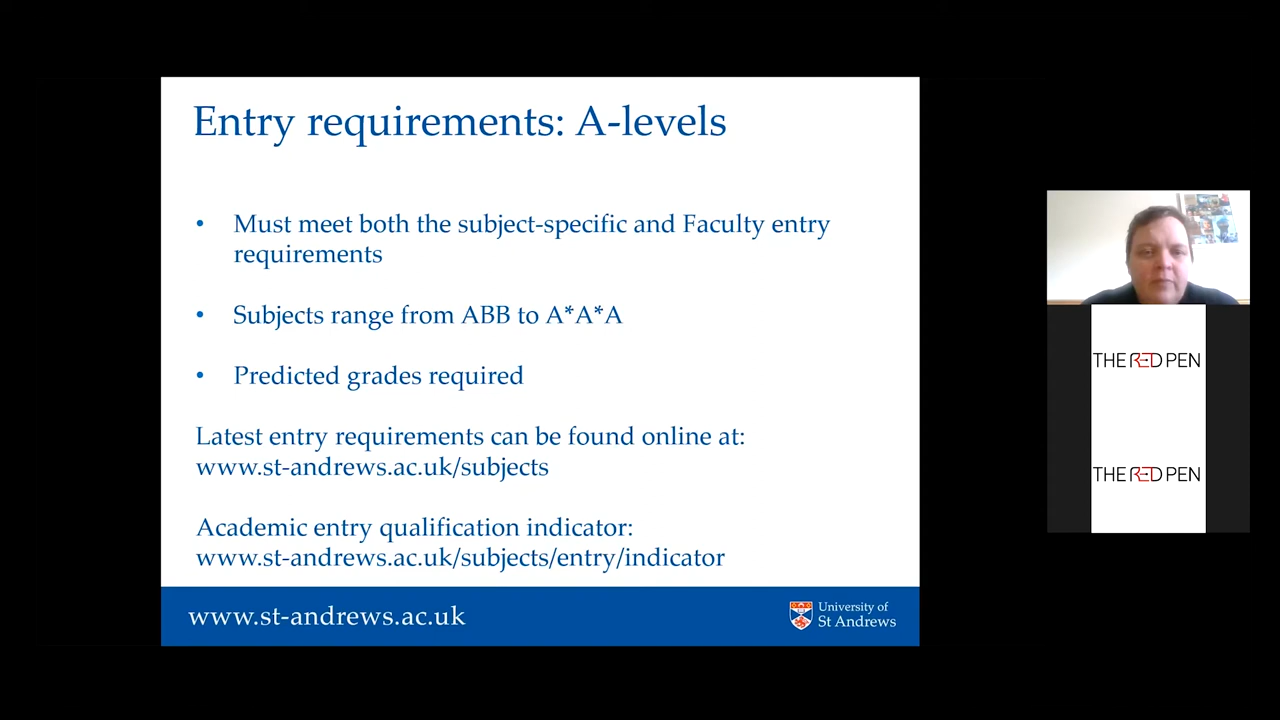 Entry requirements: A-levels
• Must meet both the subject-specific and Faculty entry
requirements
• Subjects range from ABB to A*A*A
• Predicted grades required
Latest entry requirements can be found online at:
www.st-andrews.ac.uk/subjects
Academic entry qualification indicator:
www.st-andrews.ac.uk/subjects/entry/indicator
www.st-andrews.ac.uk
University of
St Andrews
THE RED PEN
THE RED PEN